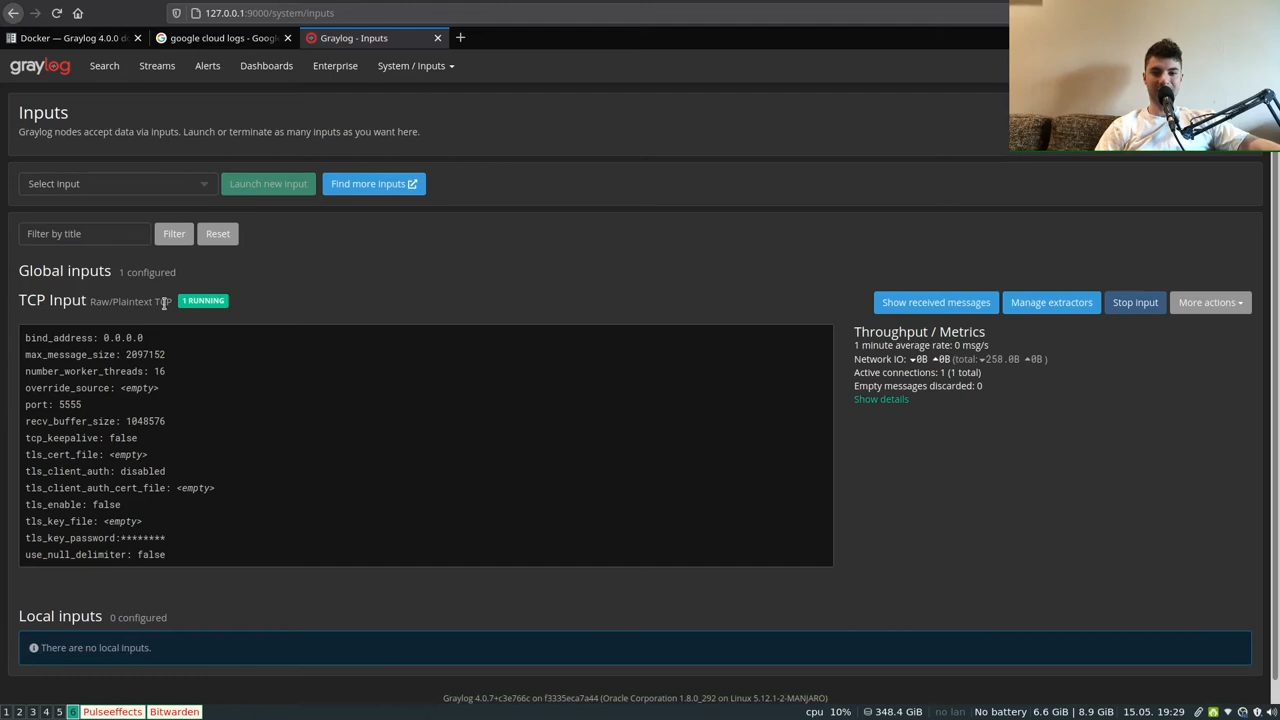 127.0.0.1:9000/system/inputs
Docker — Graylog 4.0.0 d
google cloud logs - Googl
Graylog - Inputs
graylog
Search
Streams
Alerts
Dashboards
Enterprise
System / Inputs
Inputs
Graylog nodes accept data via inputs. Launch or terminate as many inputs as you want here.
Select input
Launch new input
Find more inputs
Filter by title
Filter
Reset
Global inputs 1 configured
TCP Input Raw/Plaintext TCP 1 RUNNING
Show received messages
Manage extractors
Stop input
More actions
bind_address: 0.0.0.0
max_message_size: 2097152
number_worker_threads: 16
override_source: <empty>
port: 5555
recv_buffer_size: 1048576
tcp_keepalive: false
tls_cert_file: <empty>
tls_client_auth: disabled
tls_client_auth_cert_file: <empty>
tls_enable: false
tls_key_file: <empty>
tls_key_password:********
use_null_delimiter: false
Throughput / Metrics
1 minute average rate: 0 msg/s
Network IO: 0B 0B (total: 258.0B 0B )
Active connections: 1 (1 total)
Empty messages discarded: 0
Show details
Local inputs 0 configured
There are no local inputs.
Graylog 4.0.7+c3e766c on f3335eca7a44 (Oracle Corporation 1.8.0_292 on Linux 5.12.1-2-MANJARO)
1 2 3 4 5 6 Pulseeffects Bitwarden
cpu 10% 348.4 GiB no lan No battery 6.6 GiB | 8.9 GiB 15.05. 19:29